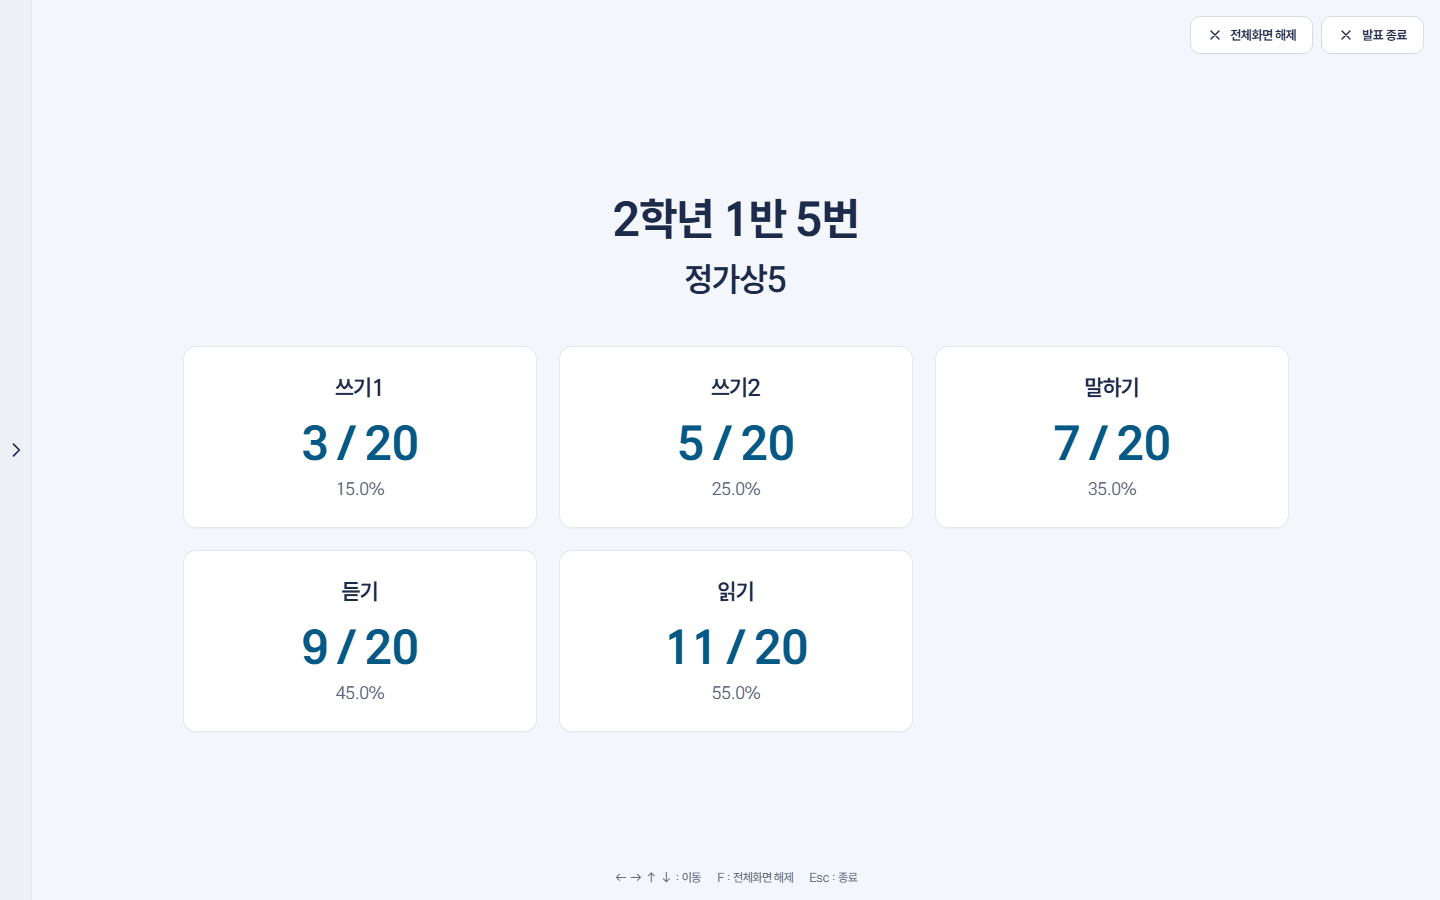 전체화면 해제
발표 종료
2학년 1반 5번
정가상5
쓰기1
3 / 20
15.0%
쓰기2
5 / 20
25.0%
말하기
7 / 20
35.0%
듣기
9 / 20
45.0%
읽기
11 / 20
55.0%
← → ↑ ↓ : 이동 F : 전체화면 해제 Esc : 종료